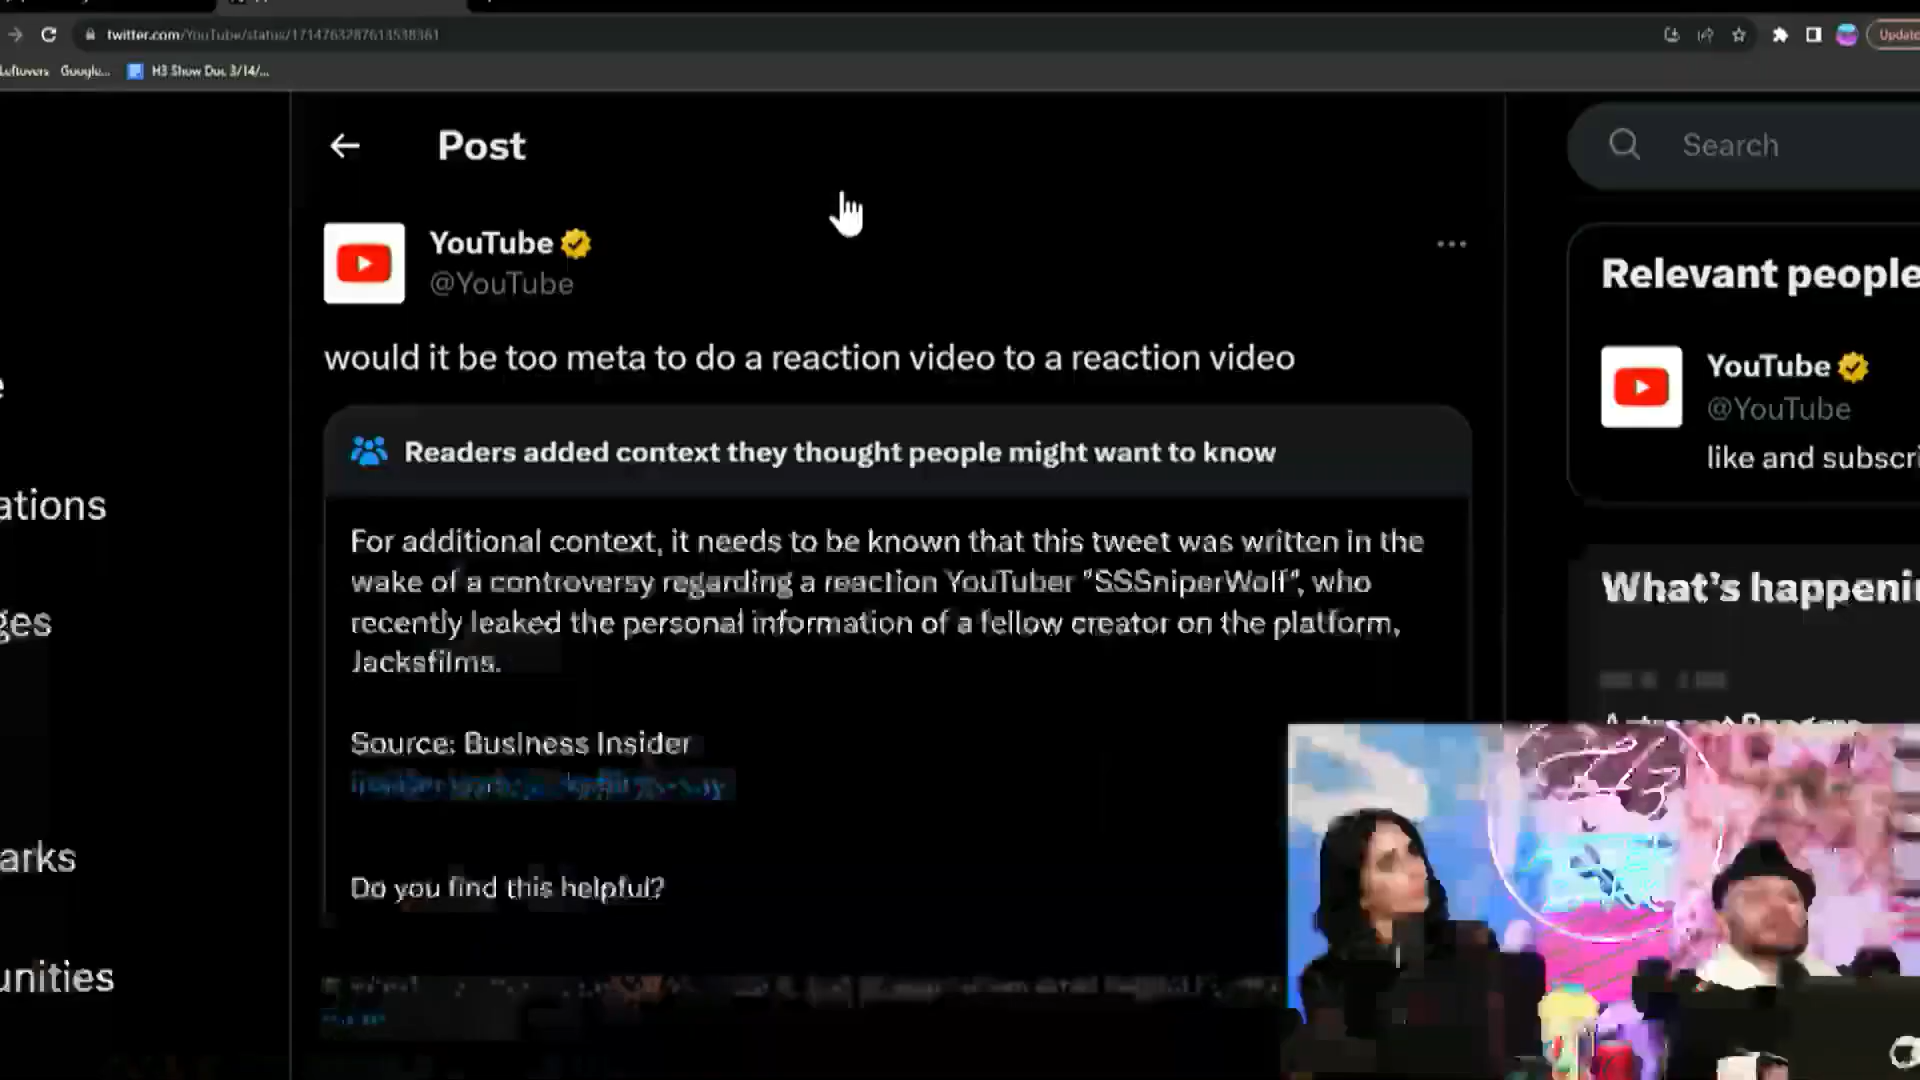 twitter.com/YouTube/status/1714763287613538361
Update
Leftovers Google... H3 Show Doc 3/14/...
Post
Search
YouTube
@YouTube
would it be too meta to do a reaction video to a reaction video
Readers added context they thought people might want to know
For additional context, it needs to be known that this tweet was written in the
wake of a controversy regarding a reaction YouTuber "SSSniperWolf", who
recently leaked the personal information of a fellow creator on the platform,
Jacksfilms.
Source: Business Insider
Do you find this helpful?
Relevant people
YouTube
@YouTube
like and subscri
What's happenin
e
ations
ges
arks
unities